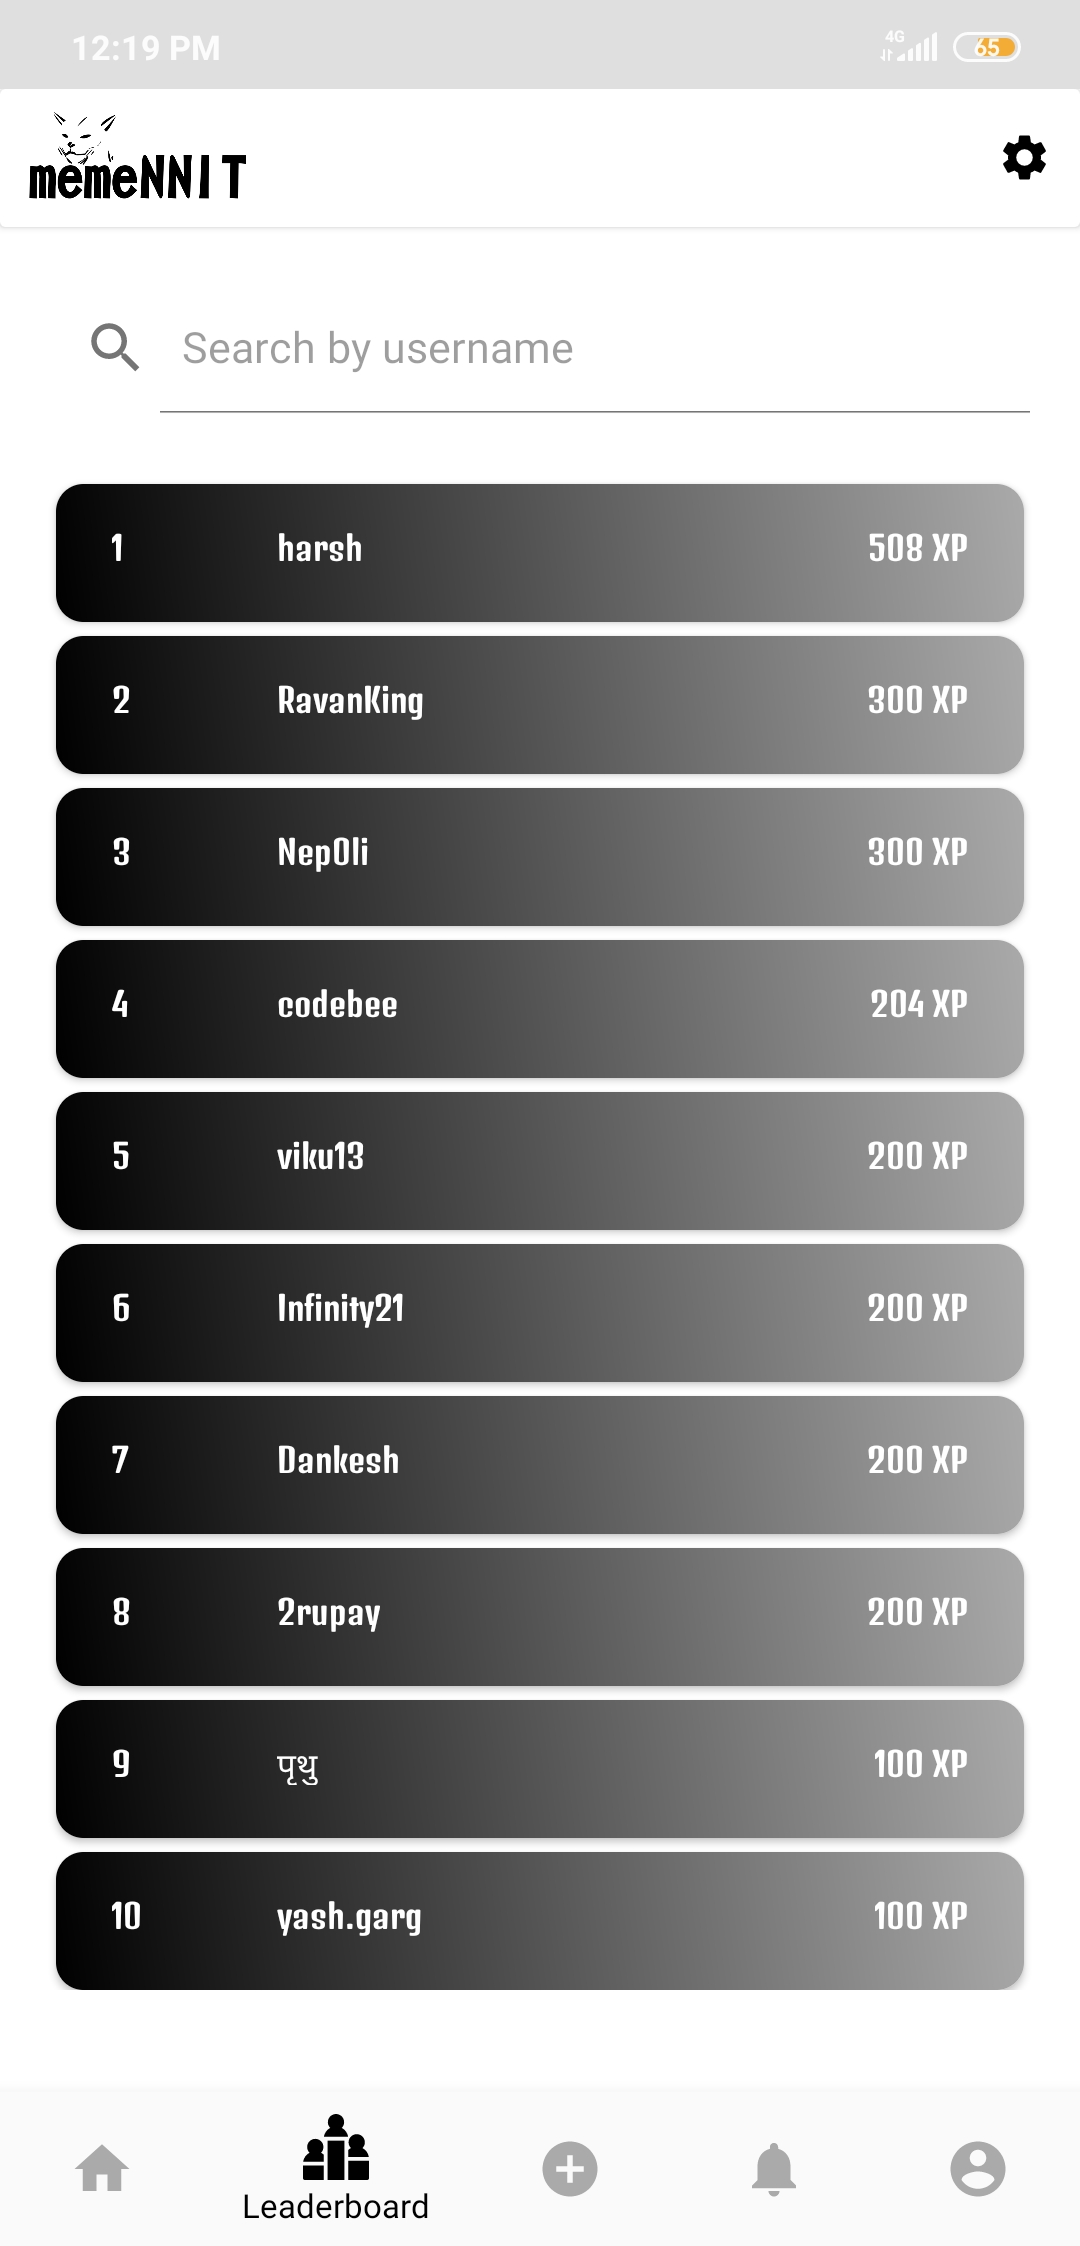 12:19 PM
4G
65
memeNNIT
Search by username
1 harsh 508 XP
2 RavanKing 300 XP
3 NepOli 300 XP
4 codebee 204 XP
5 viku13 200 XP
6 Infinity21 200 XP
7 Dankesh 200 XP
8 2rupay 200 XP
9 पृथु 100 XP
10 yash.garg 100 XP
Leaderboard